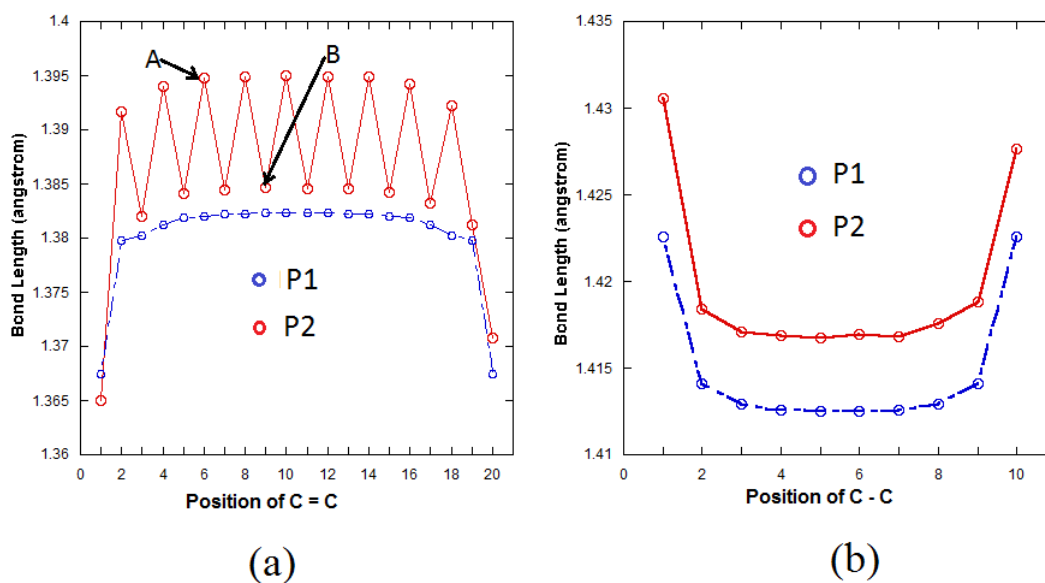 1.4
1.395
1.39
1.385
1.38
1.375
1.37
1.365
1.36
Bond Length (angstrom)
A
B
P1
P2
0 2 4 6 8 10 12 14 16 18 20
Position of C = C
(a)
1.435
1.43
1.425
1.42
1.415
1.41
Bond Length (angstrom)
P1
P2
0 2 4 6 8 10
Position of C - C
(b)